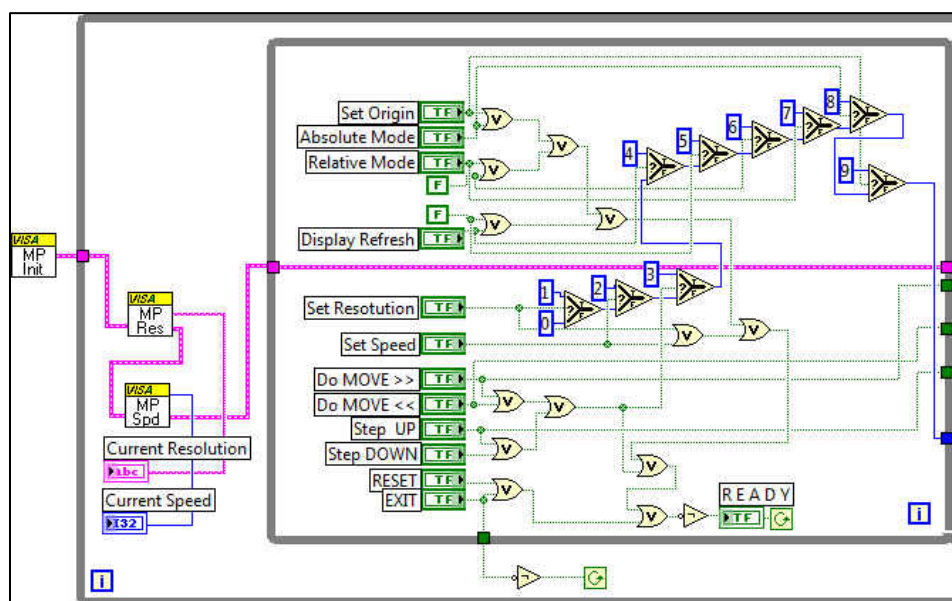 VISA
MP
Init
VISA
MP
Res
VISA
MP
Spd
Current Resolution
abc
Current Speed
I32
i
Set Origin
TF
Absolute Mode
TF
Relative Mode
TF
F
F
Display Refresh
TF
Set Resotution
TF
Set Speed
TF
Do MOVE >>
TF
Do MOVE <<
TF
Step UP
TF
Step DOWN
TF
RESET
TF
EXIT
TF
V
V
V
V
V
V
V
V
V
V
V
V
V
0
1
2
3
4
5
6
7
8
9
? F
? F
? F
? F
? F
? F
? F
? F
? F
READY
TF
i